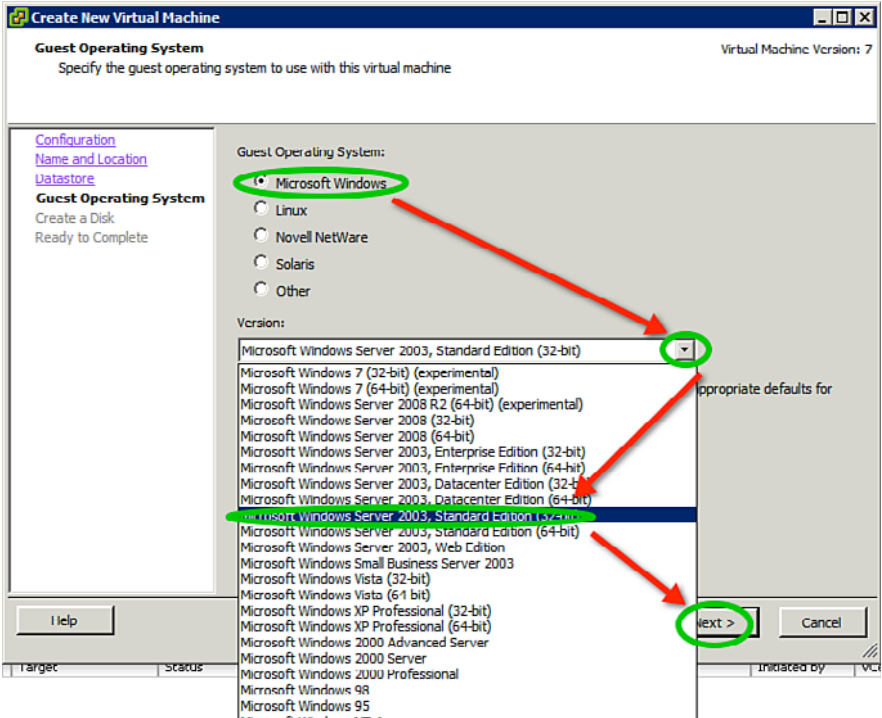 Create New Virtual Machine
Guest Operating System
Virtual Machine Version: 7
Specify the guest operating system to use with this virtual machine
Configuration
Name and Location
Datastore
Guest Operating System
Create a Disk
Ready to Complete
Guest Operating System:
Microsoft Windows
Linux
Novell NetWare
Solaris
Other
Version:
Microsoft Windows Server 2003, Standard Edition (32-bit)
Microsoft Windows 7 (32-bit) (experimental)
Microsoft Windows 7 (64-bit) (experimental)
appropriate defaults for
Microsoft Windows Server 2008 R2 (64-bit) (experimental)
Microsoft Windows Server 2008 (32-bit)
Microsoft Windows Server 2008 (64-bit)
Microsoft Windows Server 2003, Enterprise Edition (32-bit)
Microsoft Windows Server 2003, Enterprise Edition (64-bit)
Microsoft Windows Server 2003, Datacenter Edition (32-bit)
Microsoft Windows Server 2003, Datacenter Edition (64-bit)
Microsoft Windows Server 2003, Standard Edition (32-bit)
Microsoft Windows Server 2003, Standard Edition (64-bit)
Microsoft Windows Server 2003, Web Edition
Microsoft Windows Small Business Server 2003
Microsoft Windows Vista (32-bit)
Microsoft Windows Vista (64 bit)
Microsoft Windows XP Professional (32-bit)
Microsoft Windows XP Professional (64-bit)
Microsoft Windows 2000 Advanced Server
Microsoft Windows 2000 Server
Microsoft Windows 2000 Professional
Microsoft Windows 98
Microsoft Windows 95
Help
Next >
Cancel
Target
Status
Initiated by